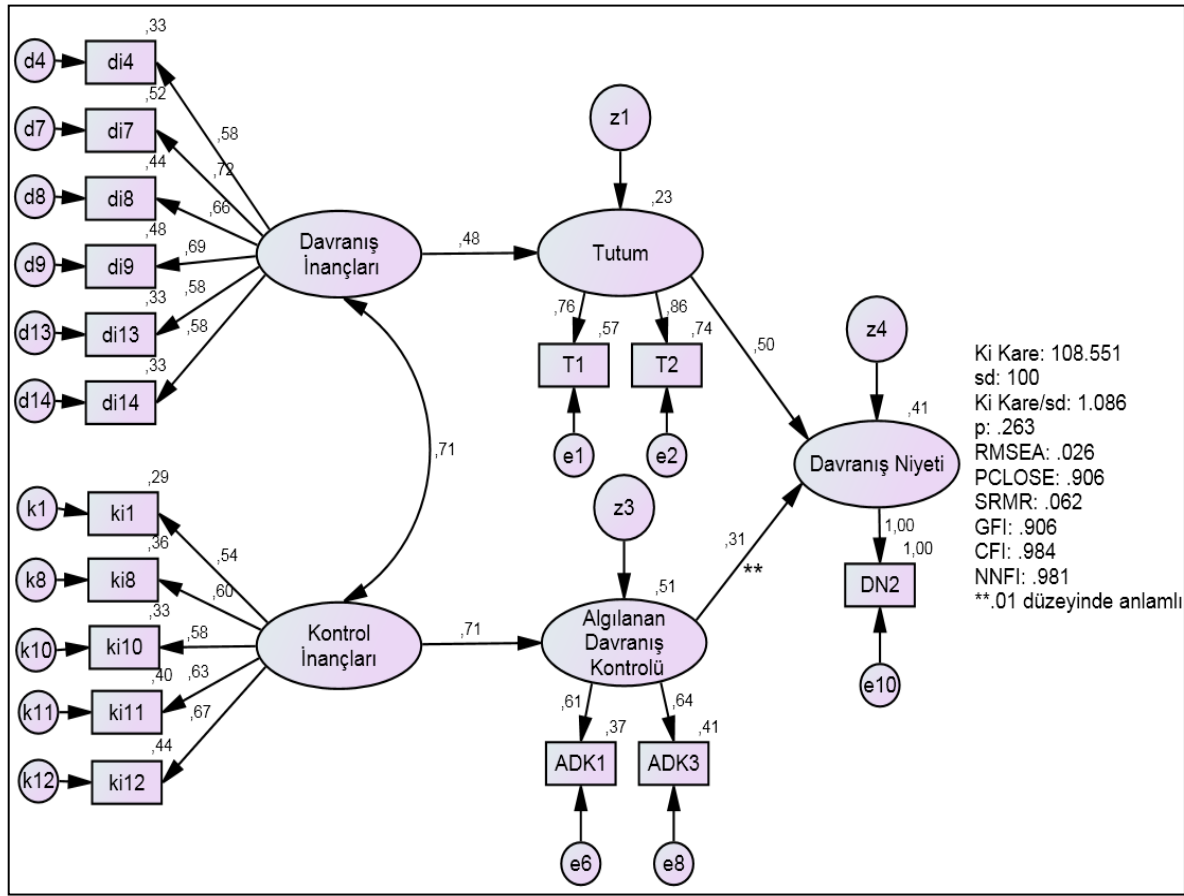 ,33
d4
di4
,52
,58
d7
di7
,44
,72
d8
di8
,66
,48
d9
di9
,69
,33
,58
d13
di13
,58
,33
d14
di14
Davranış
İnançları
,48
z1
,23
Tutum
,76
,86
,57
,74
T1
T2
e1
e2
,50
,71
,29
k1
ki1
,36
,54
k8
ki8
,60
,33
k10
ki10
,58
,40
,63
k11
ki11
,67
,44
k12
ki12
Kontrol
İnançları
,71
z3
,51
Algılanan
Davranış
Kontrolü
,61
,64
,37
,41
ADK1
ADK3
e6
e8
,31
**
z4
,41
Davranış Niyeti
1,00
1,00
DN2
e10
Ki Kare: 108.551
sd: 100
Ki Kare/sd: 1.086
p: .263
RMSEA: .026
PCLOSE: .906
SRMR: .062
GFI: .906
CFI: .984
NNFI: .981
**.01 düzeyinde anlamlı